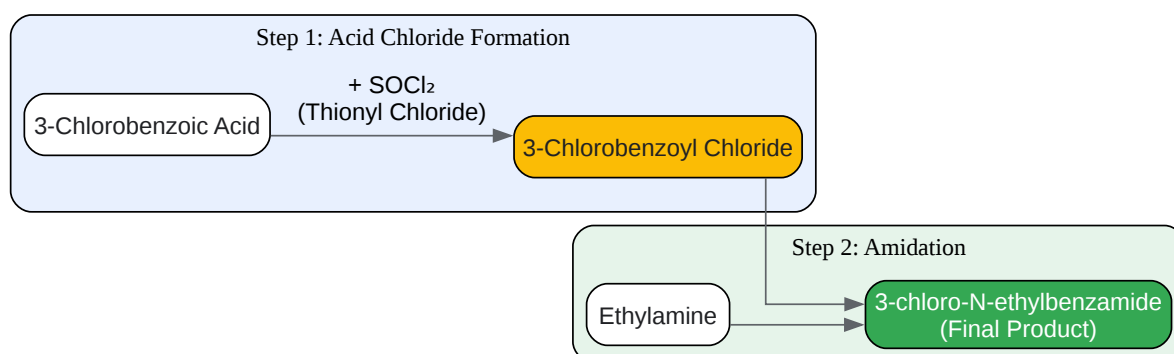 Step 1: Acid Chloride Formation
+ SOCl₂
(Thionyl Chloride)
3-Chlorobenzoic Acid
3-Chlorobenzoyl Chloride
Step 2: Amidation
Ethylamine
3-chloro-N-ethylbenzamide
(Final Product)